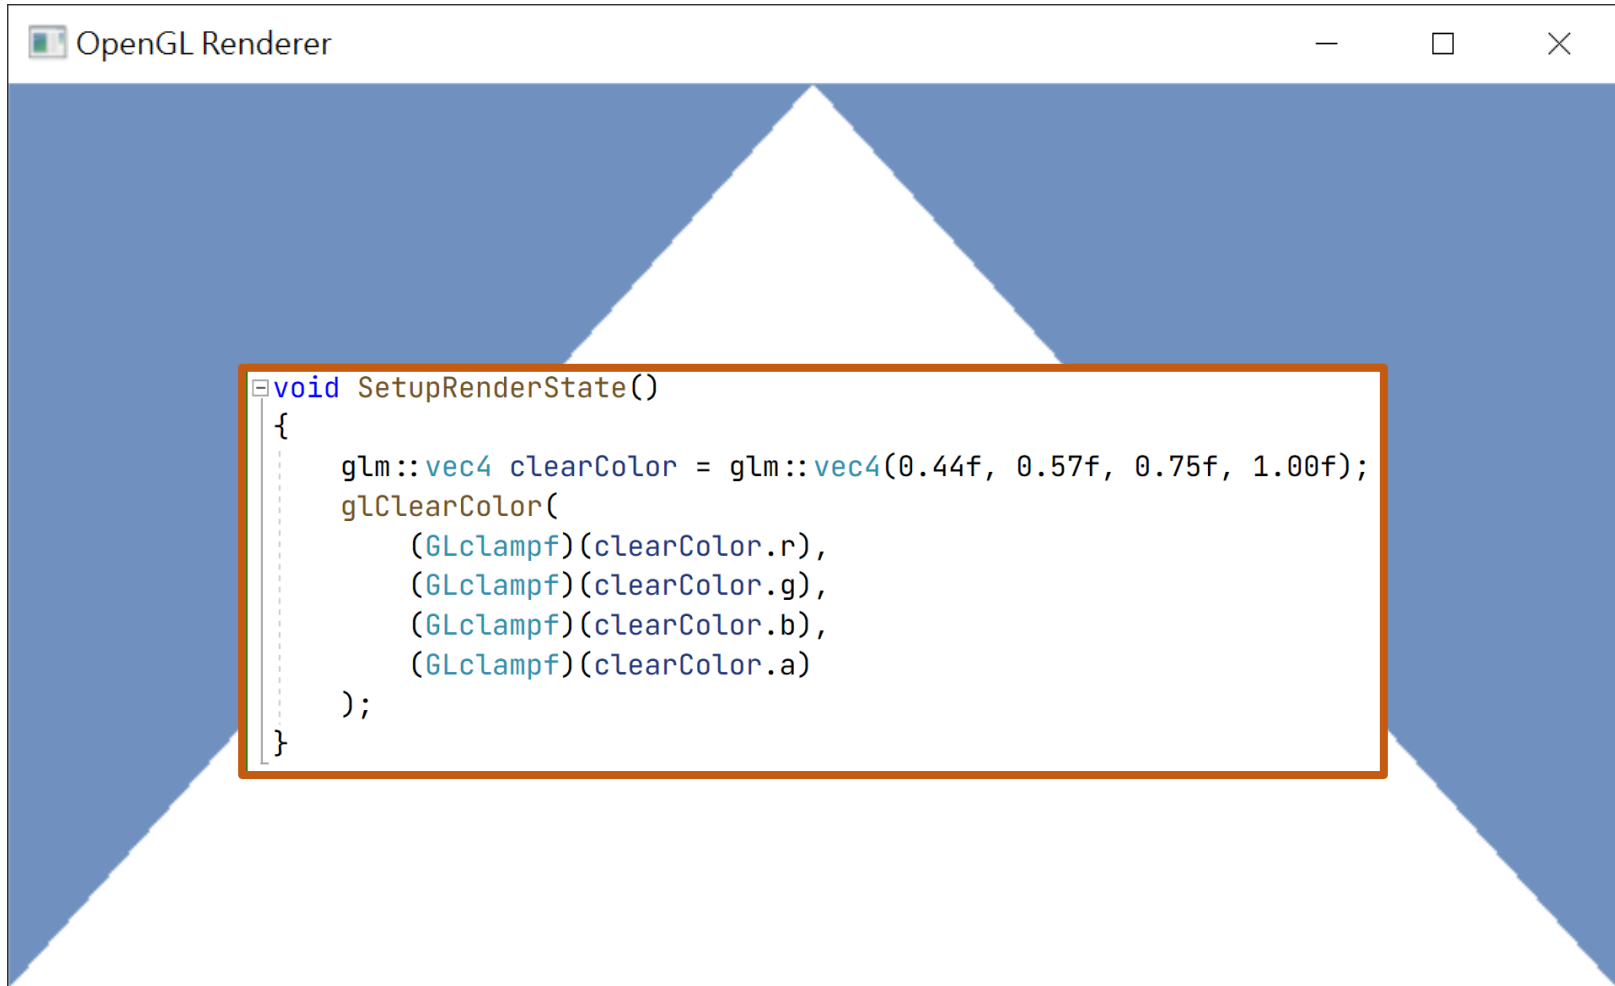 OpenGL Renderer
void SetupRenderState()
{
    glm::vec4 clearColor = glm::vec4(0.44f, 0.57f, 0.75f, 1.00f);
    glClearColor(
        (GLclampf)(clearColor.r),
        (GLclampf)(clearColor.g),
        (GLclampf)(clearColor.b),
        (GLclampf)(clearColor.a)
    );
}